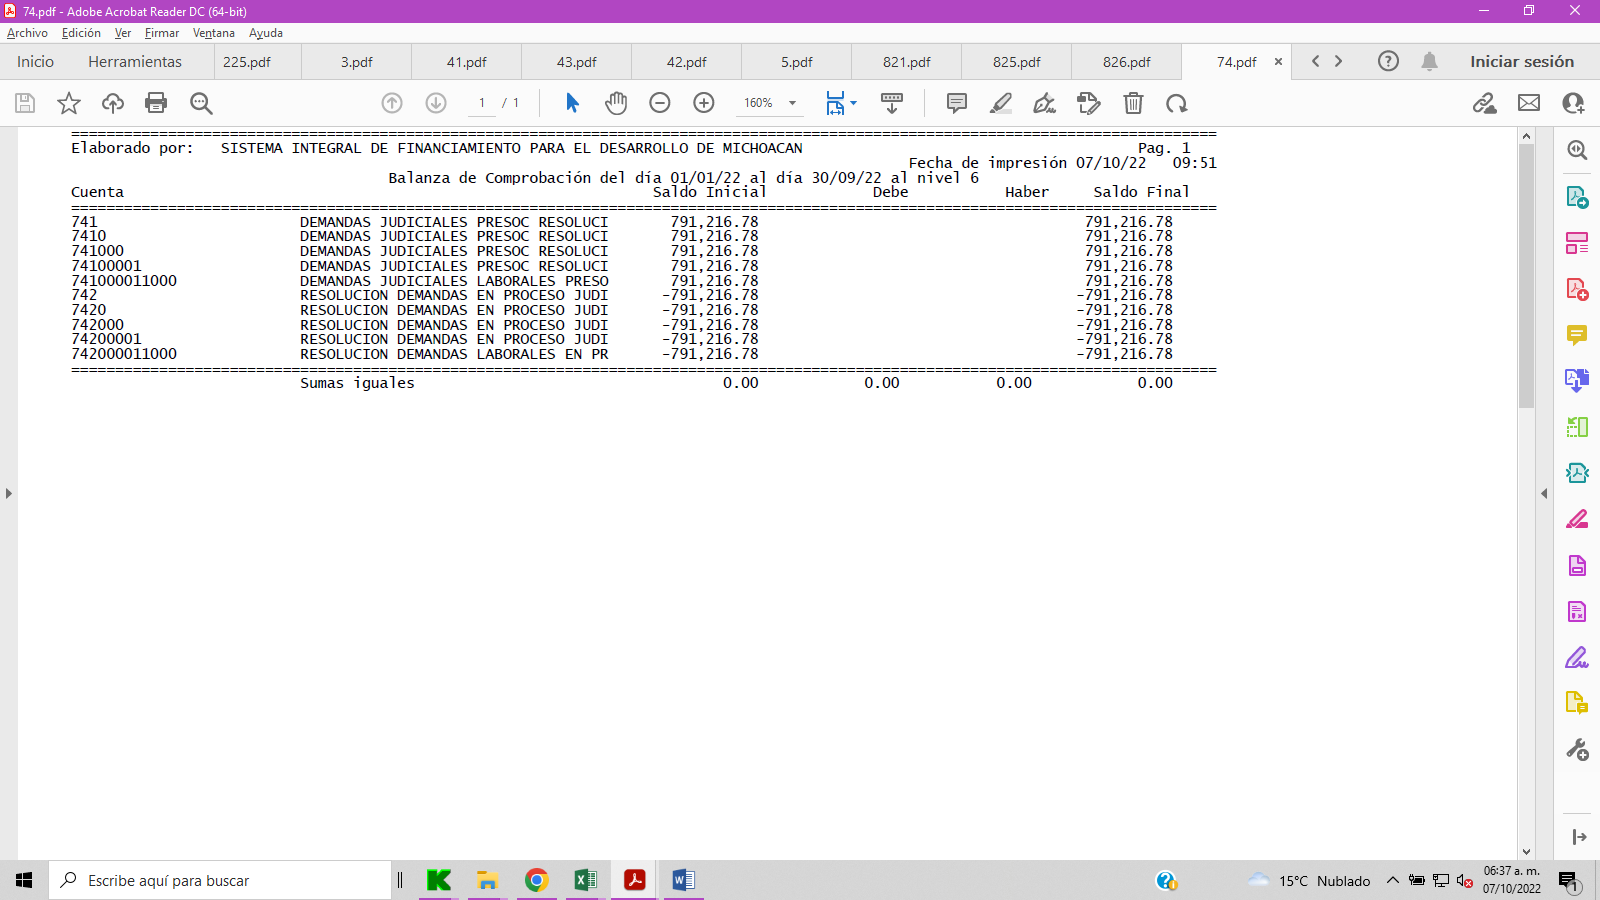 74.pdf - Adobe Acrobat Reader DC (64-bit)
Archivo Edición Ver Firmar Ventana Ayuda
Inicio Herramientas 225.pdf 3.pdf 41.pdf 43.pdf 42.pdf 5.pdf 821.pdf 825.pdf 826.pdf 74.pdf × Iniciar sesión
1 / 1 160%
Elaborado por: SISTEMA INTEGRAL DE FINANCIAMIENTO PARA EL DESARROLLO DE MICHOACAN Pag. 1
Fecha de impresión 07/10/22 09:51
Balanza de Comprobación del día 01/01/22 al día 30/09/22 al nivel 6
Cuenta Saldo Inicial Debe Haber Saldo Final
741 DEMANDAS JUDICIALES PRESOC RESOLUCI 791,216.78 791,216.78
7410 DEMANDAS JUDICIALES PRESOC RESOLUCI 791,216.78 791,216.78
741000 DEMANDAS JUDICIALES PRESOC RESOLUCI 791,216.78 791,216.78
74100001 DEMANDAS JUDICIALES PRESOC RESOLUCI 791,216.78 791,216.78
741000011000 DEMANDAS JUDICIALES LABORALES PRESO 791,216.78 791,216.78
742 RESOLUCION DEMANDAS EN PROCESO JUDI -791,216.78 -791,216.78
7420 RESOLUCION DEMANDAS EN PROCESO JUDI -791,216.78 -791,216.78
742000 RESOLUCION DEMANDAS EN PROCESO JUDI -791,216.78 -791,216.78
74200001 RESOLUCION DEMANDAS EN PROCESO JUDI -791,216.78 -791,216.78
742000011000 RESOLUCION DEMANDAS LABORALES EN PR -791,216.78 -791,216.78
Sumas iguales 0.00 0.00 0.00 0.00
Escribe aquí para buscar
15°C Nublado
06:37 a. m.
07/10/2022
1